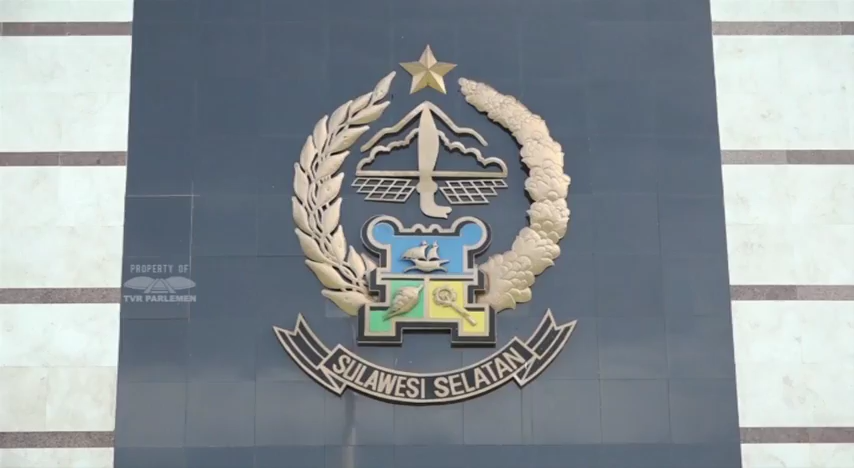 PROPERTY OF
TVR PARLEMEN
SULAWESI SELATAN